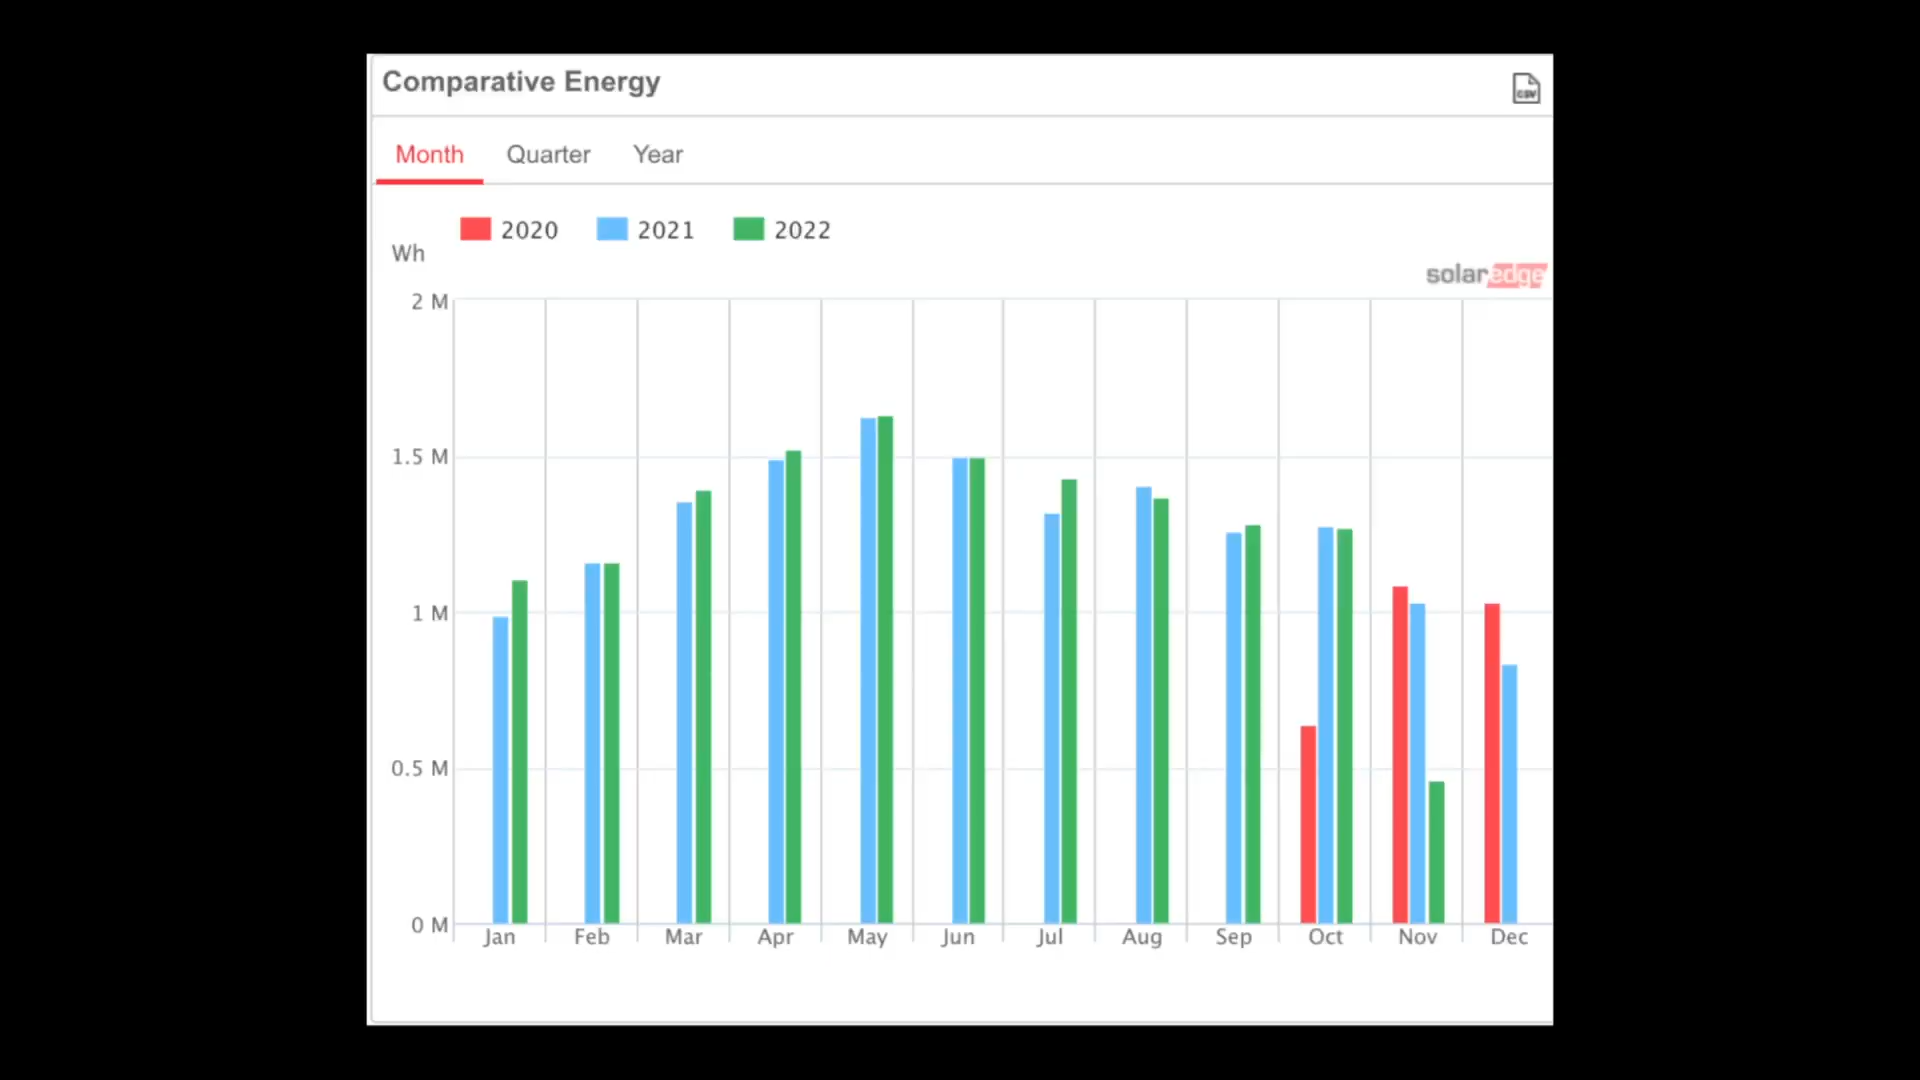 Comparative Energy
CSV
Month Quarter Year
2020 2021 2022
Wh
solaredge
2 M
1.5 M
1 M
0.5 M
0 M
Jan Feb Mar Apr May Jun Jul Aug Sep Oct Nov Dec